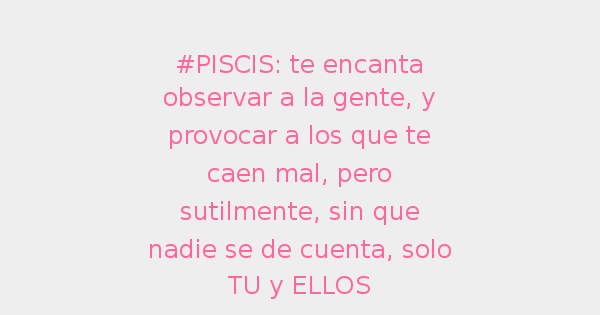 #PISCIS: te encanta
observar a la gente, y
provocar a los que te
caen mal, pero
sutilmente, sin que
nadie se de cuenta, solo
TU y ELLOS